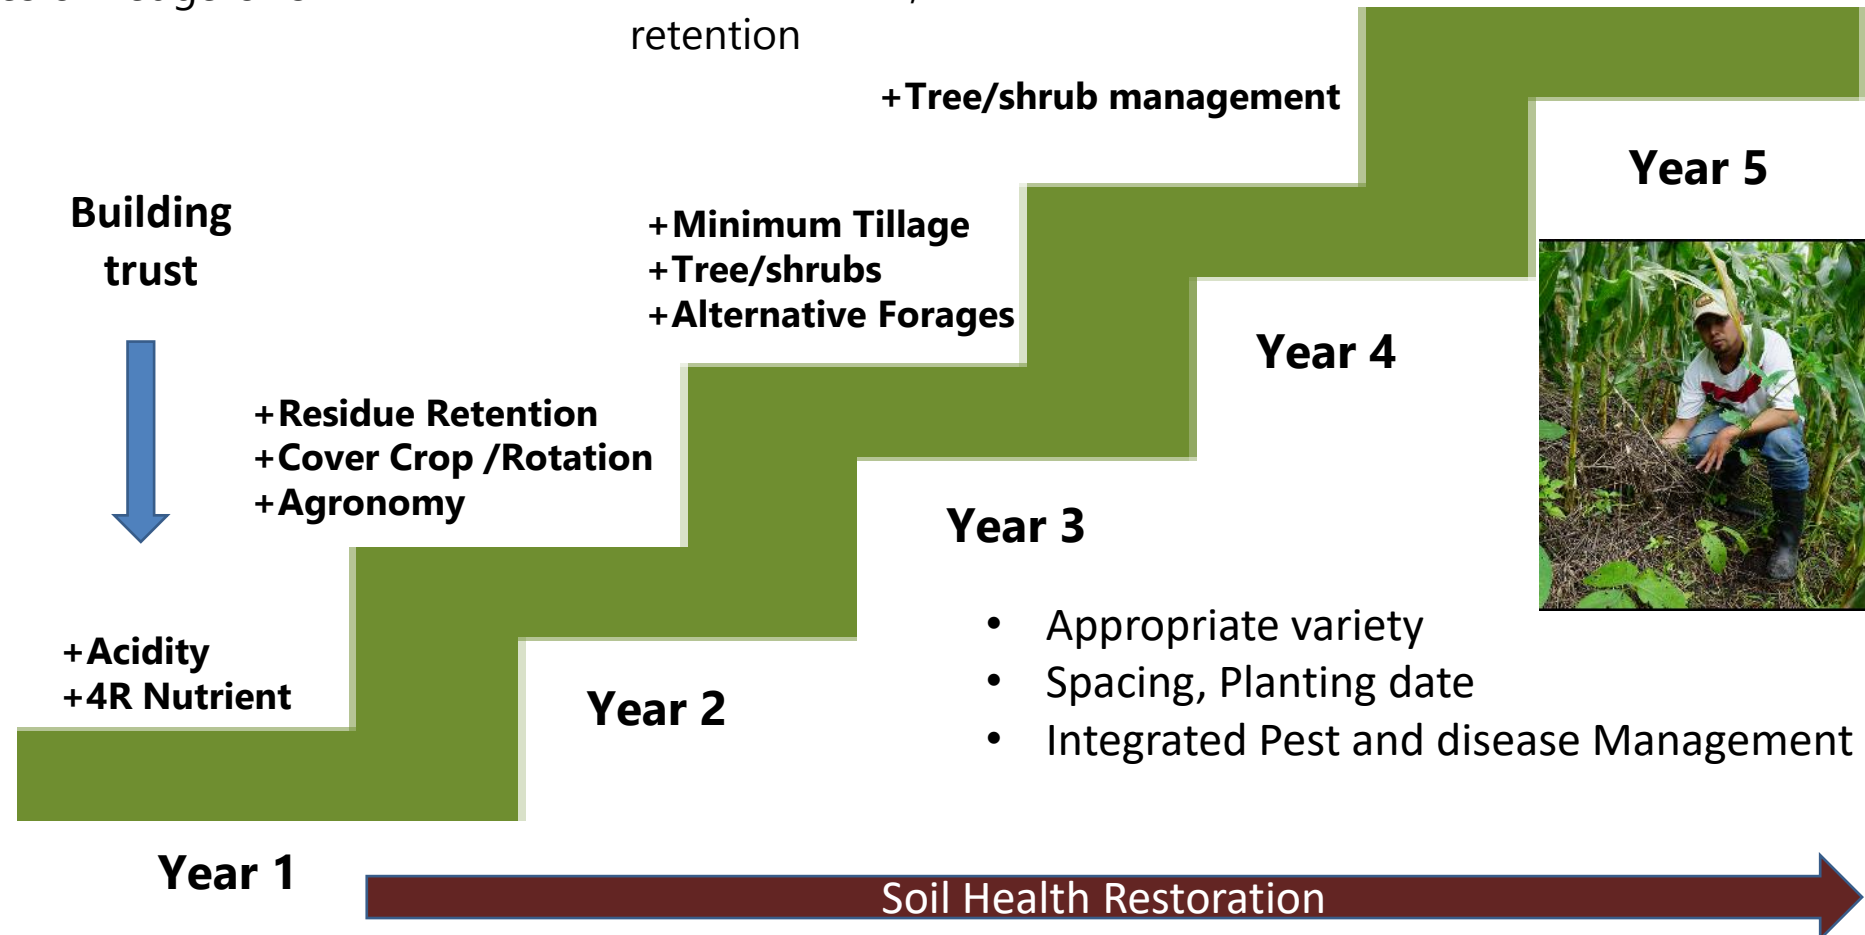 retention
+Tree/shrub management
Year 5
Building
trust
+Minimum Tillage
+Tree/shrubs
+Alternative Forages
Year 4
+Residue Retention
+Cover Crop /Rotation
+Agronomy
Year 3
+Acidity
+4R Nutrient
Year 2
• Appropriate variety
• Spacing, Planting date
• Integrated Pest and disease Management
Year 1
Soil Health Restoration